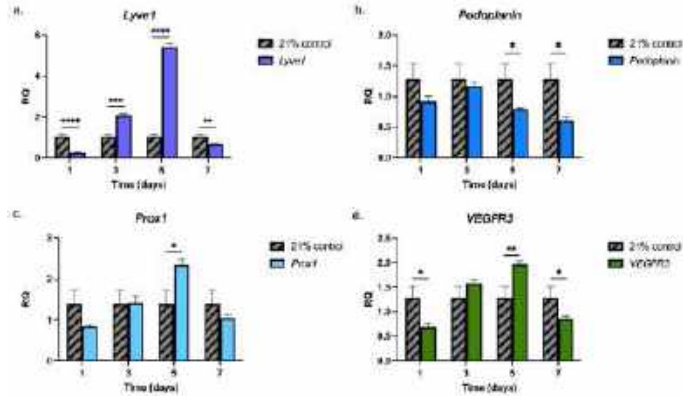 a.
Lyve1
RQ
6
4
2
0
**** *** **** **
1 3 5 7
Time (days)
21% control
Lyve1
b.
Podoplanin
RQ
2.0
1.5
1.0
0.5
0.0
* *
1 3 5 7
Time (days)
21% control
Podoplanin
c.
Prox1
RQ
3
2
1
0
*
1 3 5 7
Time (days)
21% control
Prox1
d.
VEGFR3
RQ
2.5
2.0
1.5
1.0
0.5
0.0
* ** *
1 3 5 7
Time (days)
21% control
VEGFR3